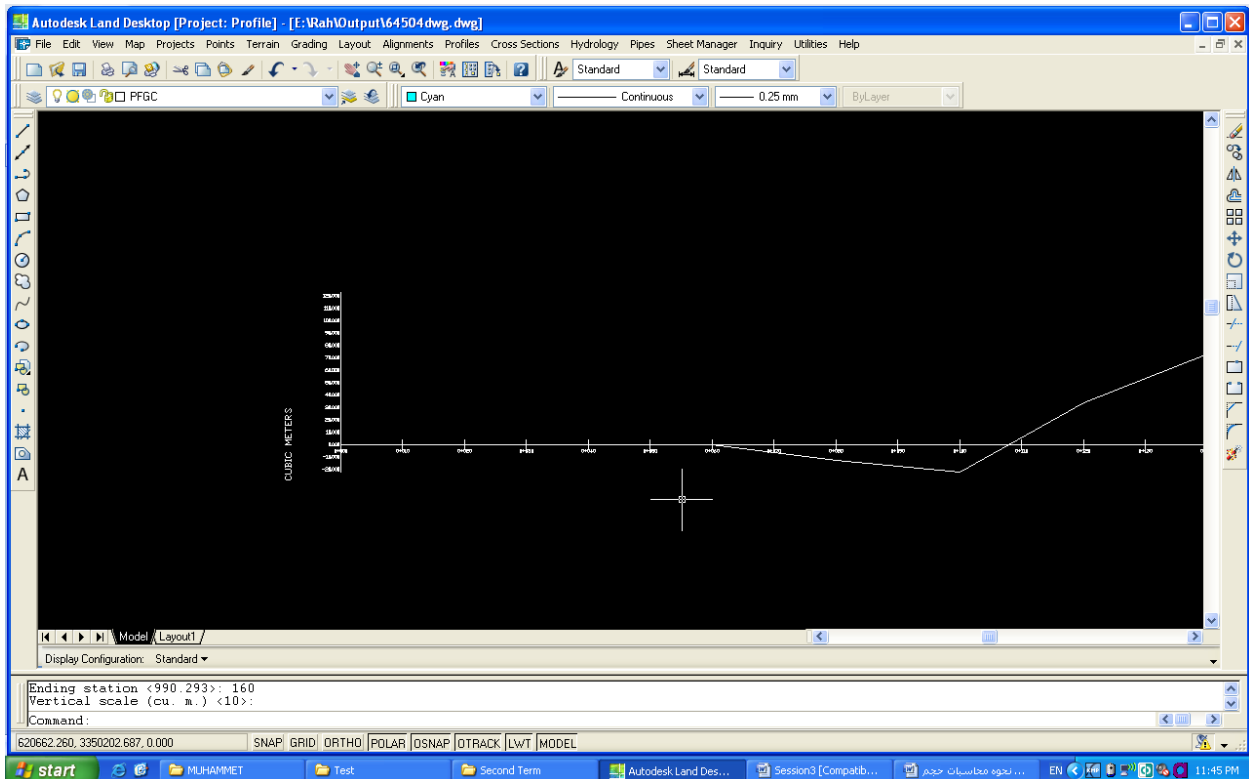 Autodesk Land Desktop [Project: Profile] - [E:\Rah\Output\64504dwg.dwg]
File Edit View Map Projects Points Terrain Grading Layout Alignments Profiles Cross Sections Hydrology Pipes Sheet Manager Inquiry Utilities Help
Standard Standard
PFGC Cyan Continuous 0.25 mm ByLayer
CUBIC METERS
Model Layout1
Display Configuration: Standard
Ending station <990.293>: 160
Vertical scale (cu. m.) <10>:
Command:
620662.260, 3350202.687, 0.000 SNAP GRID ORTHO POLAR OSNAP OTRACK LWT MODEL
start MUHAMMET Test Second Term Autodesk Land Des... Session3 [Compatib... نحوه محاسبات حجم ... EN 11:45 PM